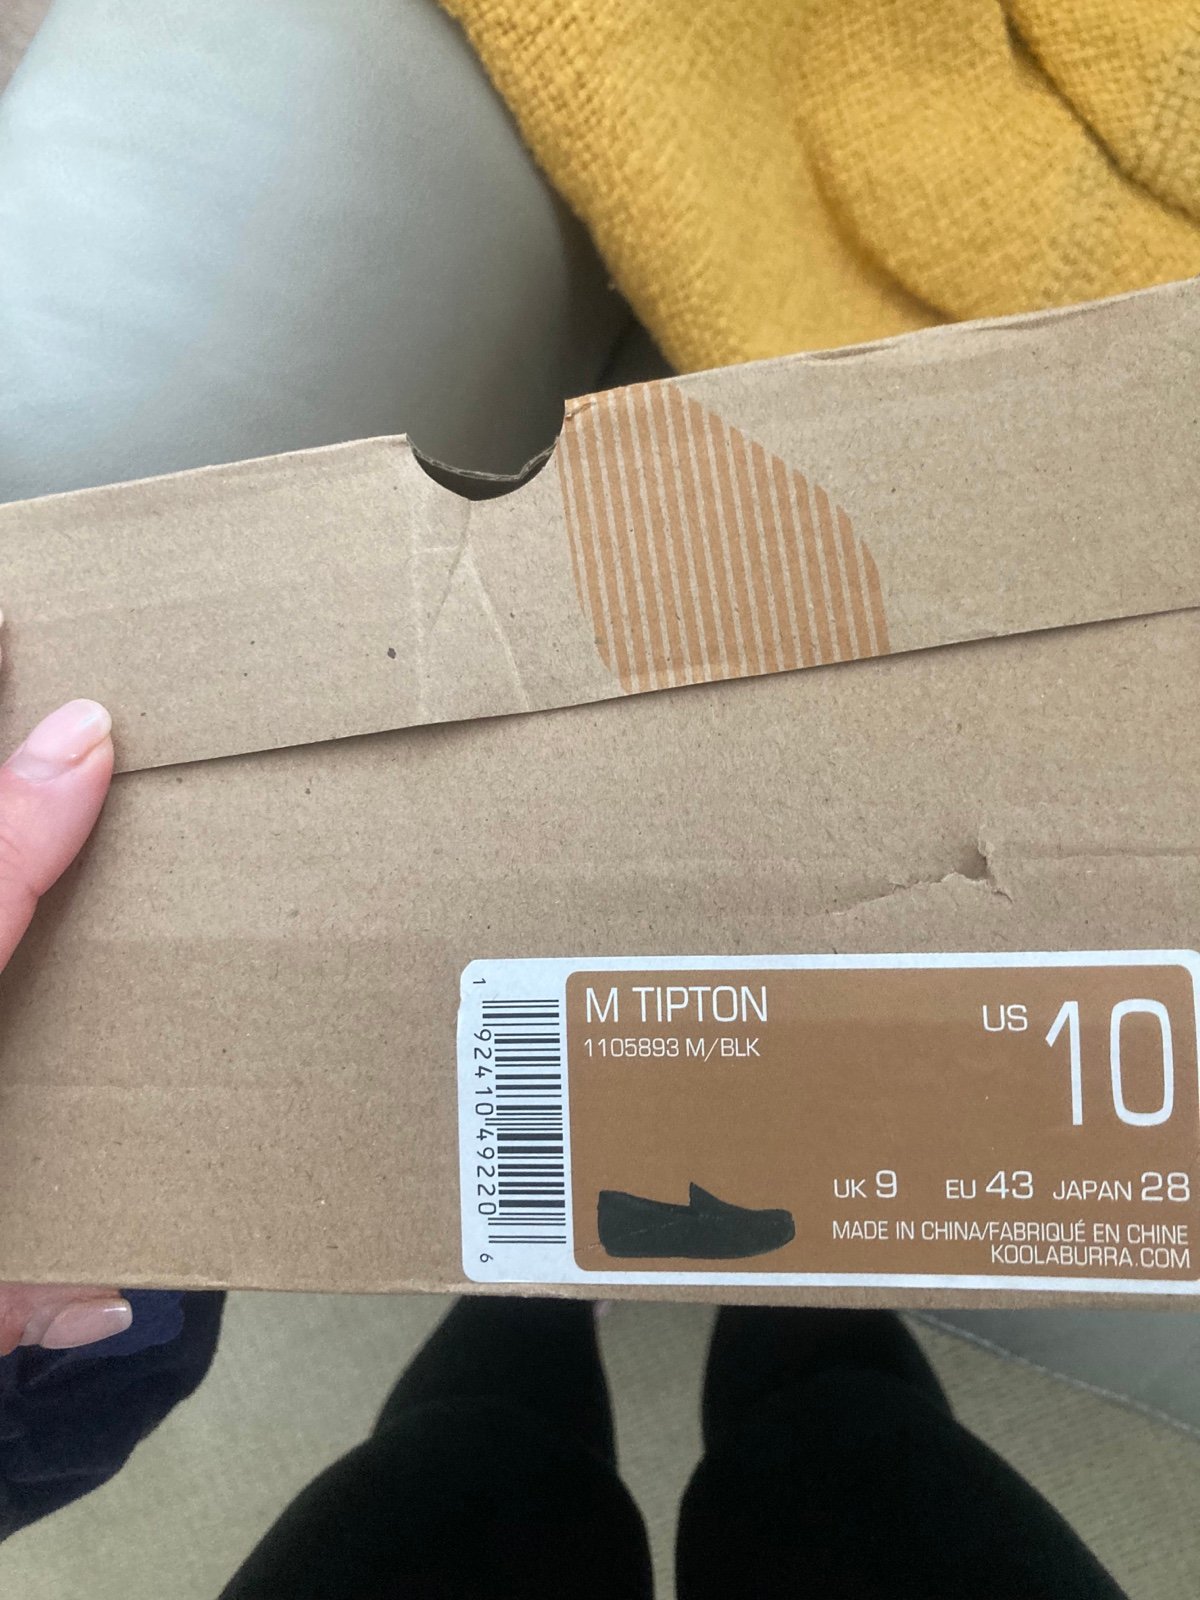 M TIPTON
1105893 M/BLK
US 10
UK 9 EU 43 JAPAN 28
MADE IN CHINA/FABRIQUÉ EN CHINE
KOOLABURRA.COM
1 92410 49220 6